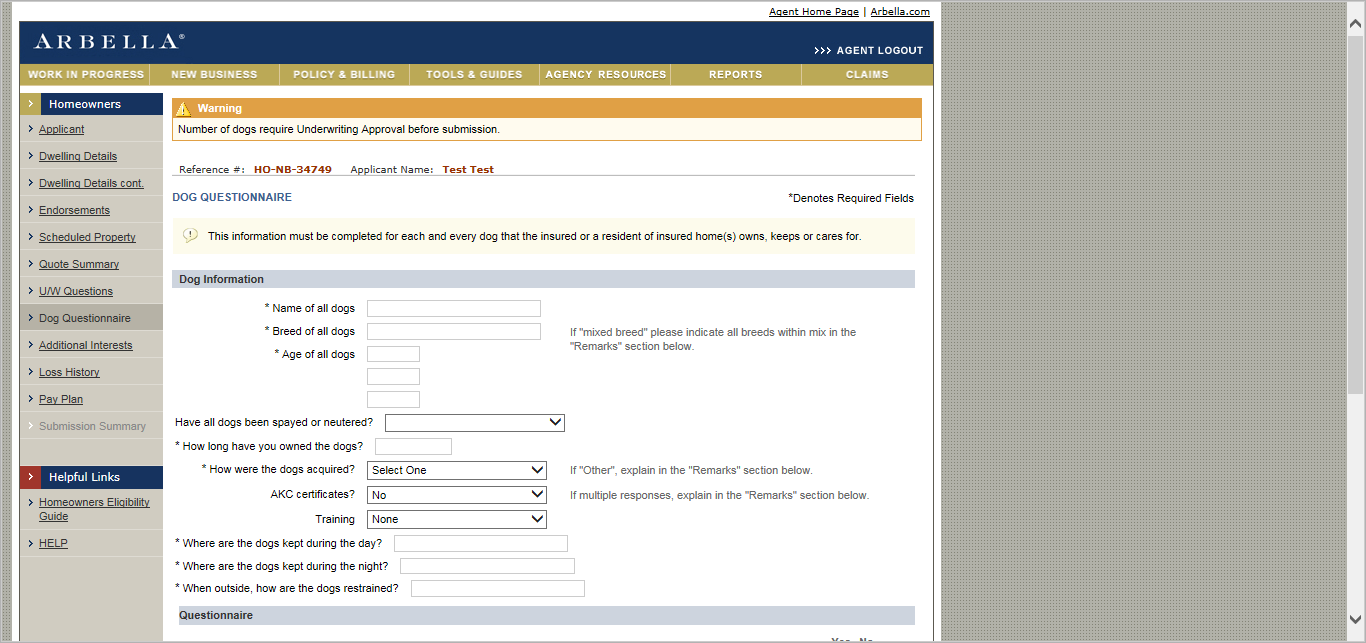 Agent Home Page | Arbella.com
ARBELLA®
>>> AGENT LOGOUT
WORK IN PROGRESS NEW BUSINESS POLICY & BILLING TOOLS & GUIDES AGENCY RESOURCES REPORTS CLAIMS
Homeowners
Applicant
Dwelling Details
Dwelling Details cont.
Endorsements
Scheduled Property
Quote Summary
U/W Questions
Dog Questionnaire
Additional Interests
Loss History
Pay Plan
Submission Summary
Helpful Links
Homeowners Eligibility
Guide
HELP
Warning
Number of dogs require Underwriting Approval before submission.
Reference #: HO-NB-34749 Applicant Name: Test Test
DOG QUESTIONNAIRE
*Denotes Required Fields
This information must be completed for each and every dog that the insured or a resident of insured home(s) owns, keeps or cares for.
Dog Information
* Name of all dogs
* Breed of all dogs
If "mixed breed" please indicate all breeds within mix in the
"Remarks" section below.
* Age of all dogs
Have all dogs been spayed or neutered?
* How long have you owned the dogs?
* How were the dogs acquired? Select One If "Other", explain in the "Remarks" section below.
AKC certificates? No If multiple responses, explain in the "Remarks" section below.
Training None
* Where are the dogs kept during the day?
* Where are the dogs kept during the night?
* When outside, how are the dogs restrained?
Questionnaire
Yes No